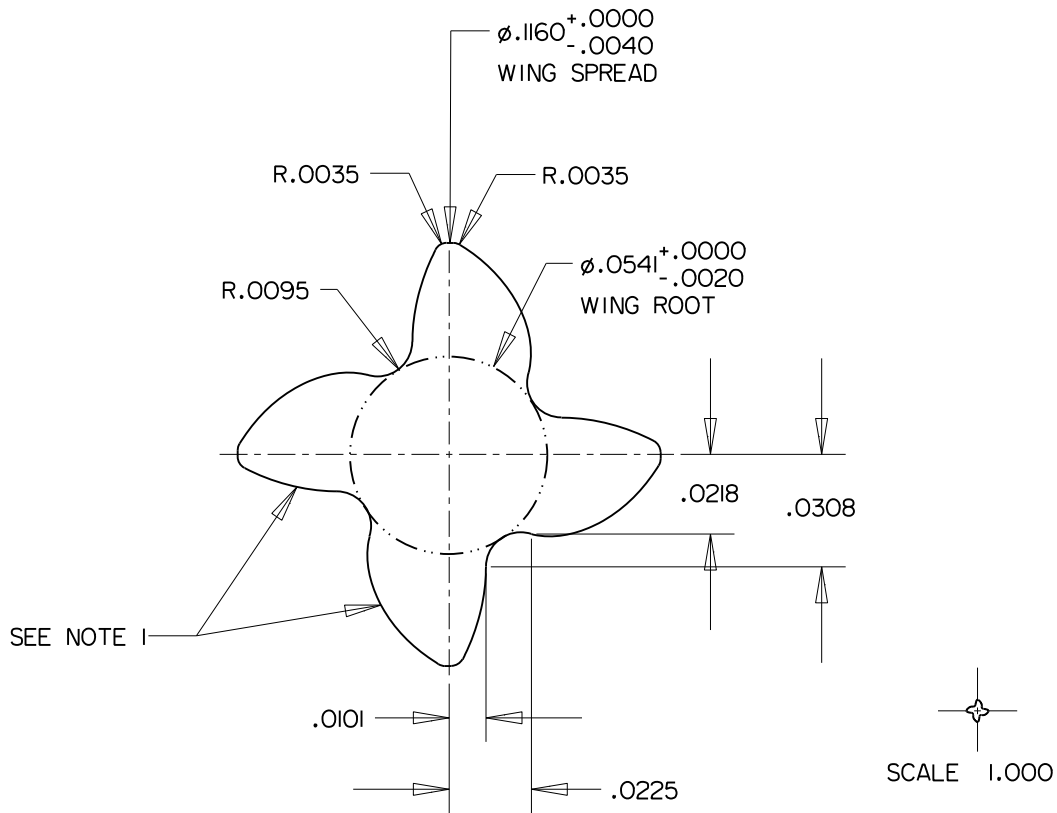 ø.1160 +.0000
-.0040
WING SPREAD
R.0035
R.0035
ø.0541 +.0000
-.0020
WING ROOT
R.0095
.0218
.0308
SEE NOTE 1
.0101
.0225
SCALE 1.000